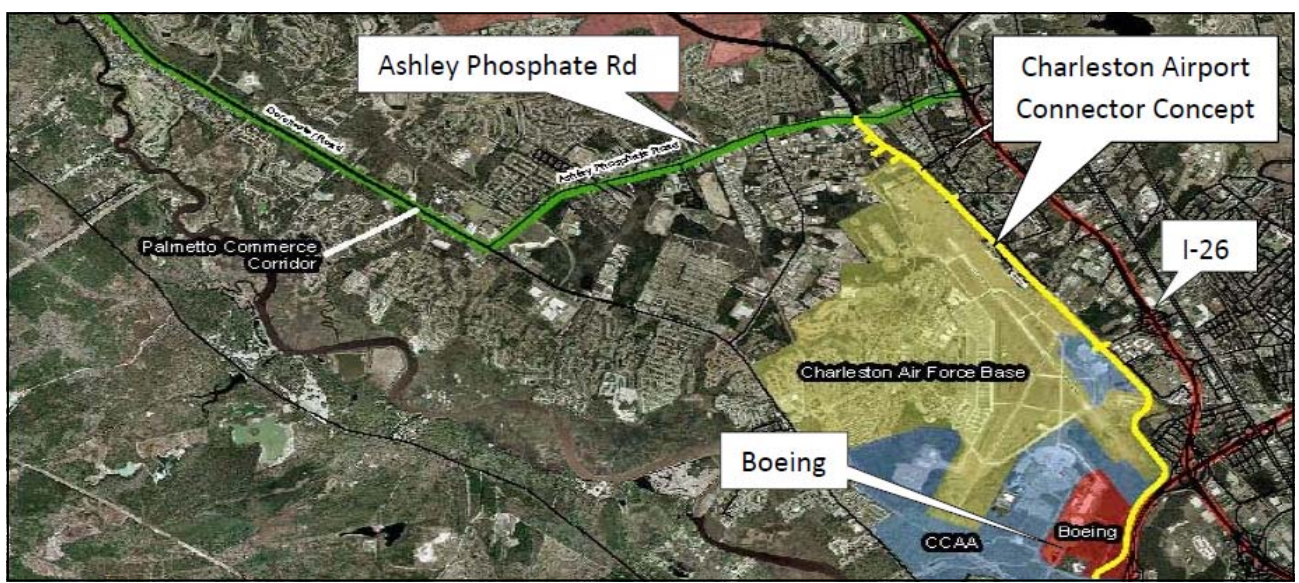 Ashley Phosphate Rd
Charleston Airport
Connector Concept
Dorchester Road
Ashley Phosphate Road
I-26
Palmetto Commerce
Corridor
Charleston Air Force Base
Boeing
Boeing
CCAA